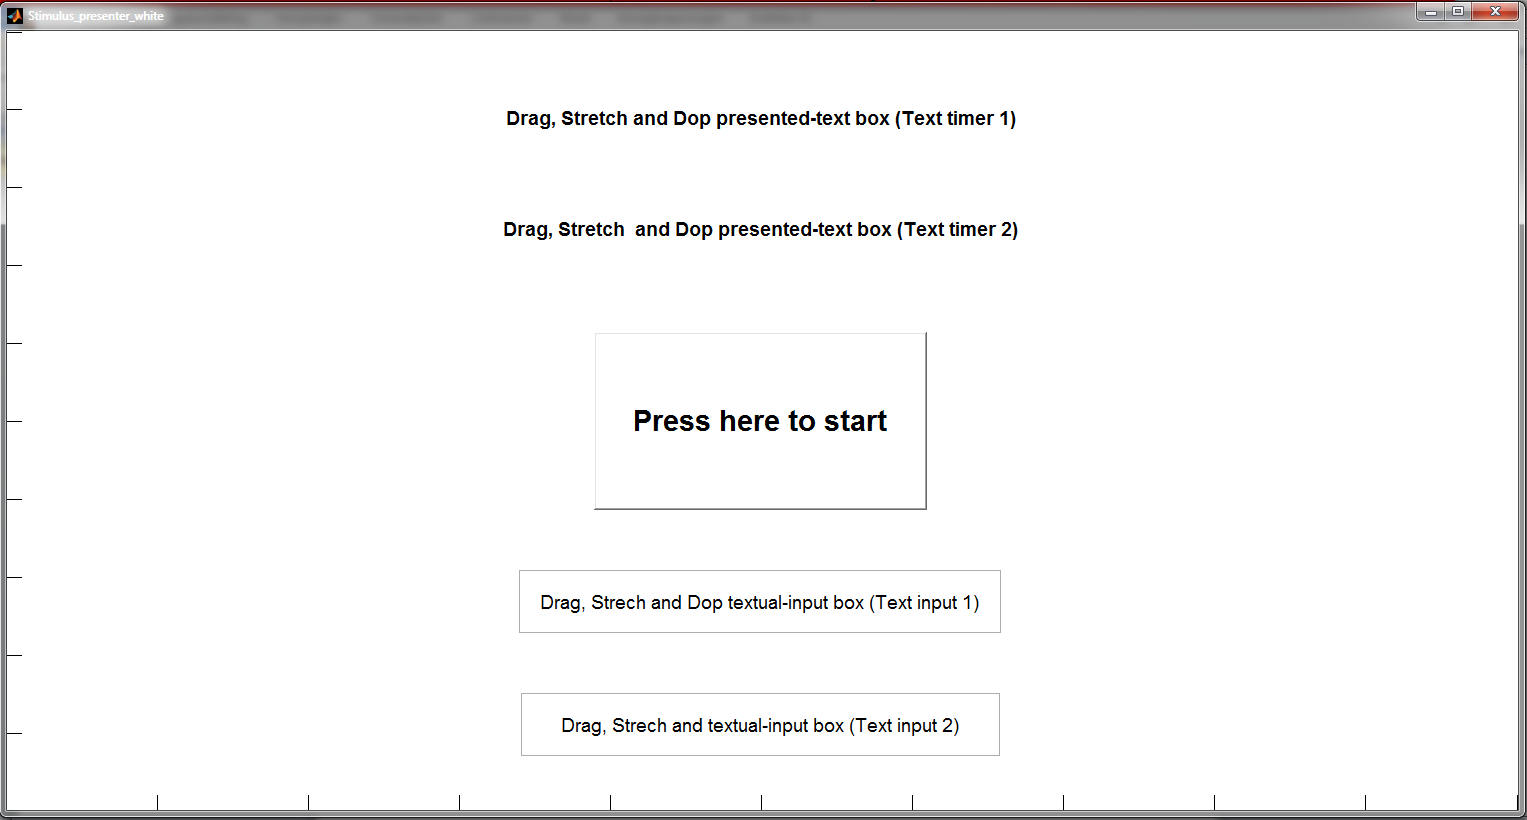 Stimulus_presenter_white
Drag, Stretch and Dop presented-text box (Text timer 1)
Drag, Stretch  and Dop presented-text box (Text timer 2)
Press here to start
Drag, Strech and Dop textual-input box (Text input 1)
Drag, Strech and textual-input box (Text input 2)